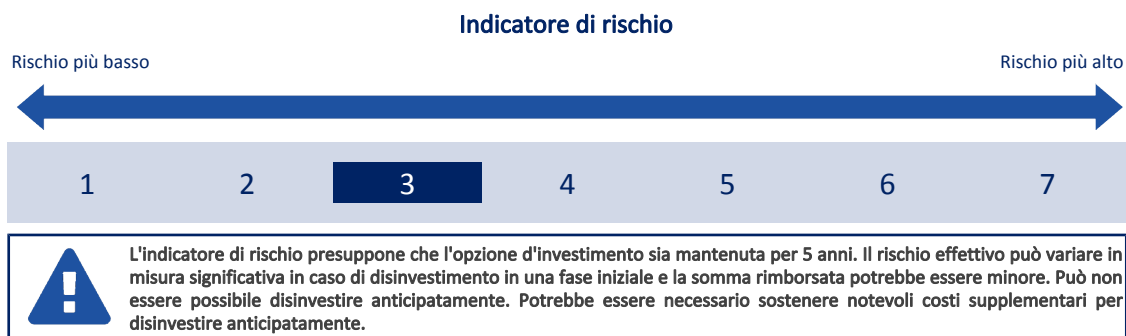 Indicatore di rischio
Rischio più basso
Rischio più alto
1 2 3 4 5 6 7
L'indicatore di rischio presuppone che l'opzione d'investimento sia mantenuta per 5 anni. Il rischio effettivo può variare in
misura significativa in caso di disinvestimento in una fase iniziale e la somma rimborsata potrebbe essere minore. Può non
essere possibile disinvestire anticipatamente. Potrebbe essere necessario sostenere notevoli costi supplementari per
disinvestire anticipatamente.